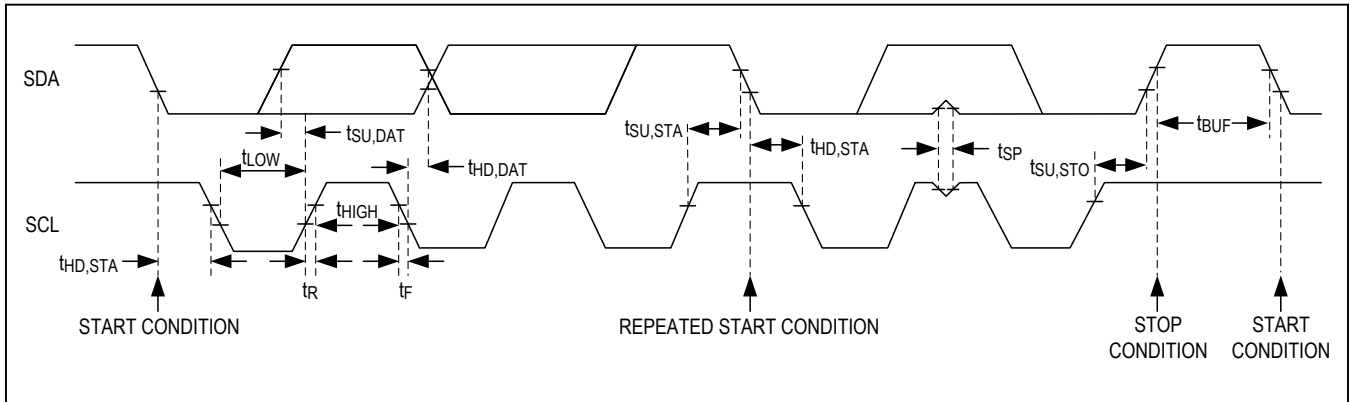 SDA
tSU,DAT
tLOW
tHD,DAT
tSU,STA
tHD,STA
tSP
tBUF
tSU,STO
SCL
tHIGH
tHD,STA
tR
tF
START CONDITION
REPEATED START CONDITION
STOP
CONDITION
START
CONDITION